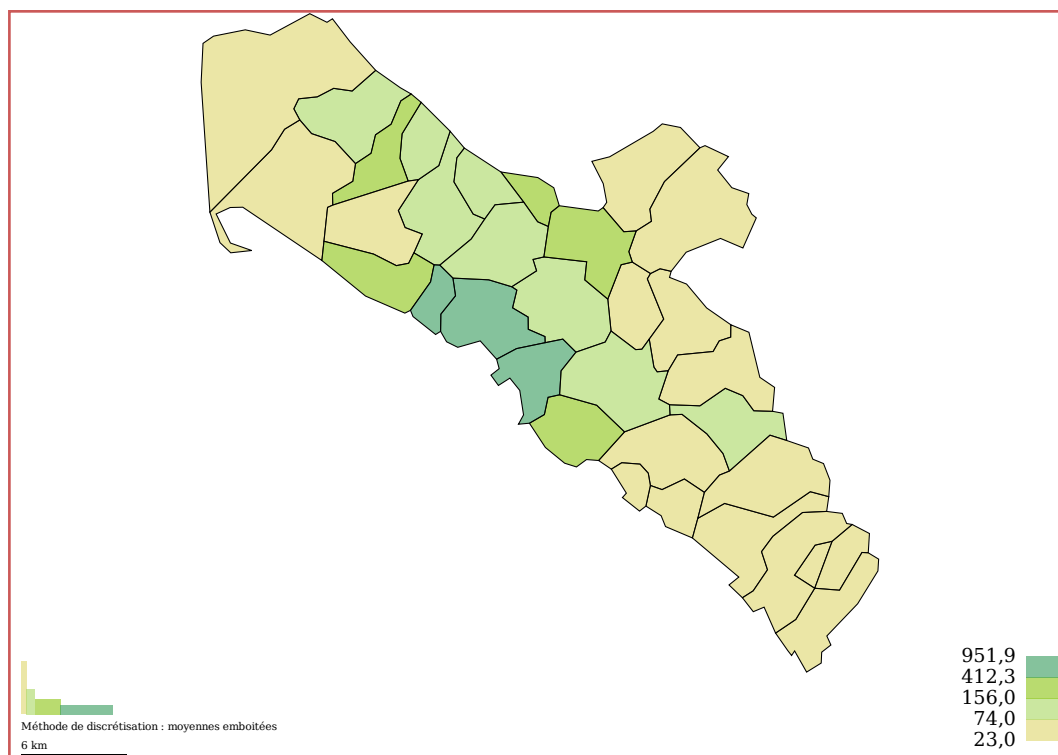 951,9
412,3
156,0
74,0
23,0
Méthode de discrétisation : moyennes emboitées
6 km